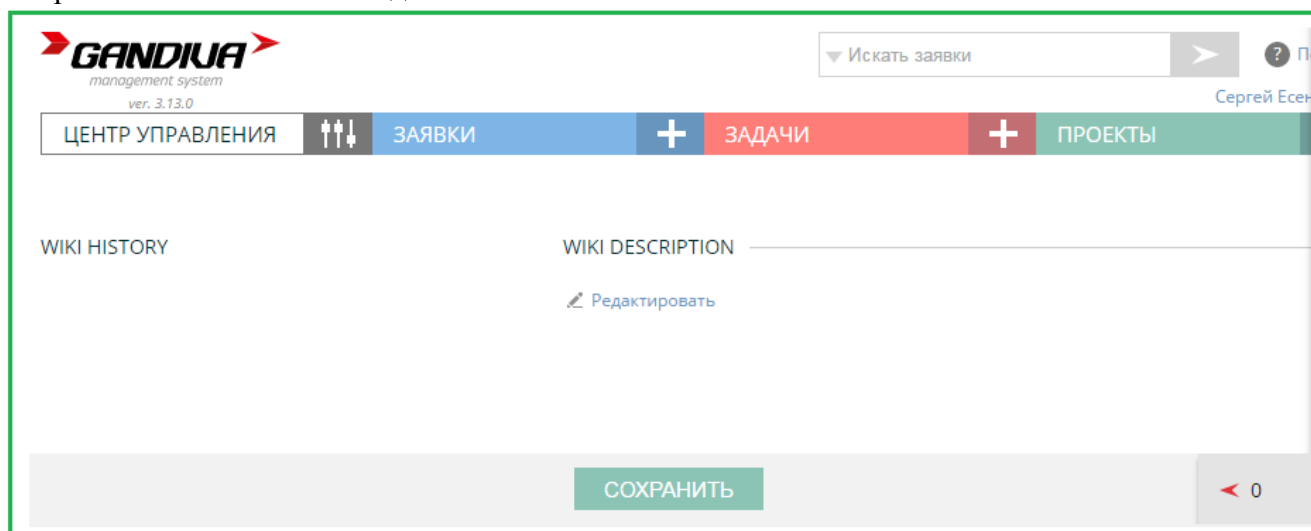 GANDIVA
management system
ver. 3.13.0
Искать заявки
?
Сергей
ЦЕНТР УПРАВЛЕНИЯ ЗАЯВКИ + ЗАДАЧИ + ПРОЕКТЫ
WIKI HISTORY WIKI DESCRIPTION
Редактировать
СОХРАНИТЬ
0